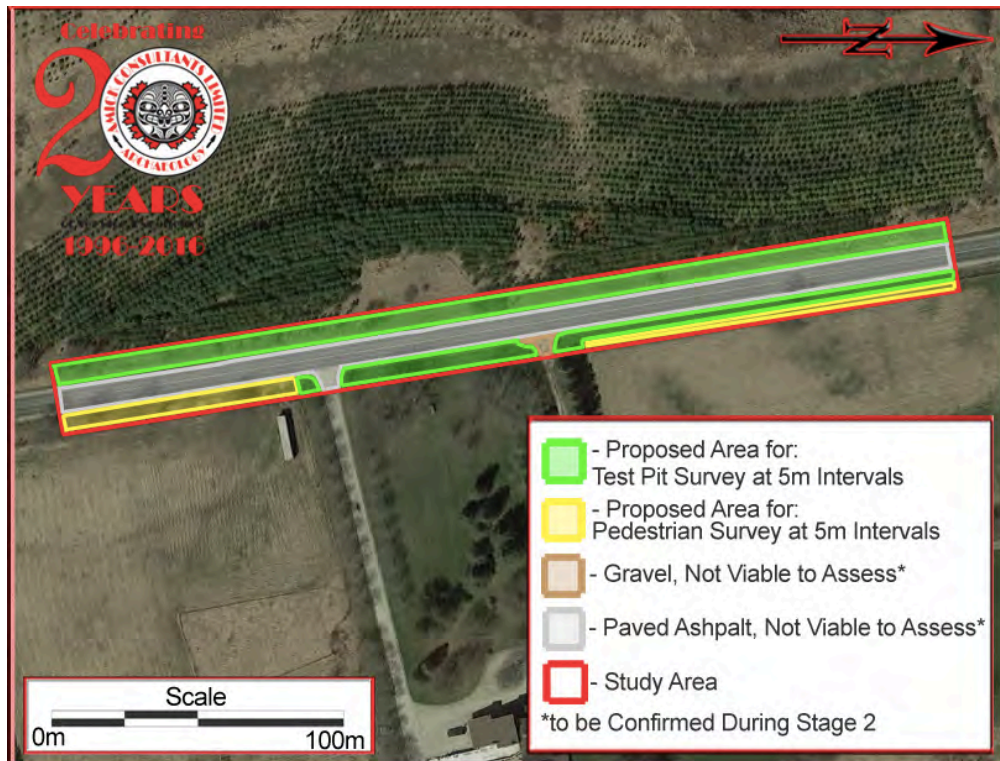 Celebrating
20
AMICK CONSULTANTS LIMITED
ARCHAEOLOGY
YEARS
1996-2016
N
- Proposed Area for:
Test Pit Survey at 5m Intervals
- Proposed Area for:
Pedestrian Survey at 5m Intervals
- Gravel, Not Viable to Assess*
- Paved Ashpalt, Not Viable to Assess*
- Study Area
*to be Confirmed During Stage 2
Scale
0m 100m